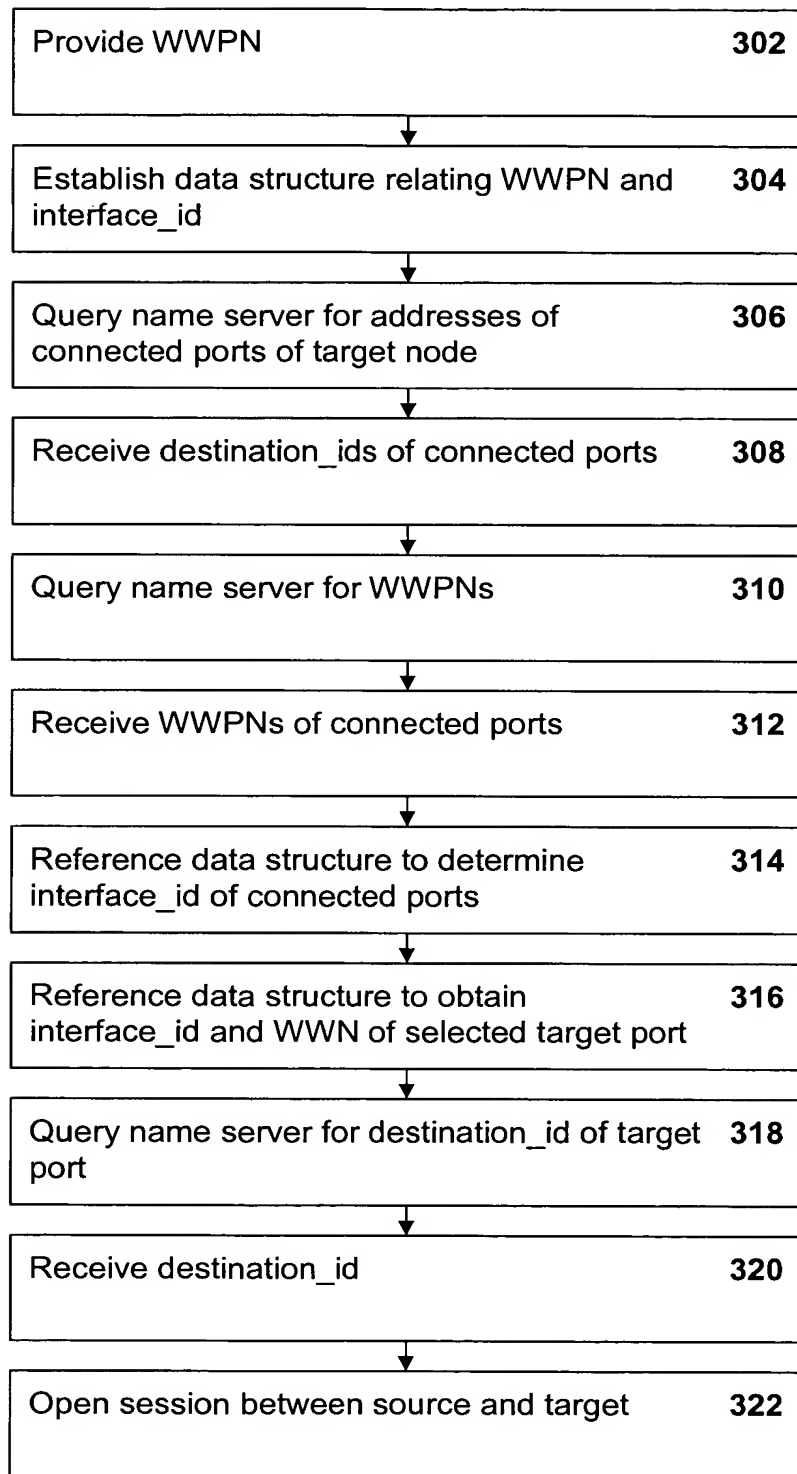 Provide WWPN 302
Establish data structure relating WWPN and 304
interface_id
Query name server for addresses of 306
connected ports of target node
Receive destination_ids of connected ports 308
Query name server for WWPNs 310
Receive WWPNs of connected ports 312
Reference data structure to determine 314
interface_id of connected ports
Reference data structure to obtain 316
interface_id and WWN of selected target port
Query name server for destination_id of target 318
port
Receive destination_id 320
Open session between source and target 322